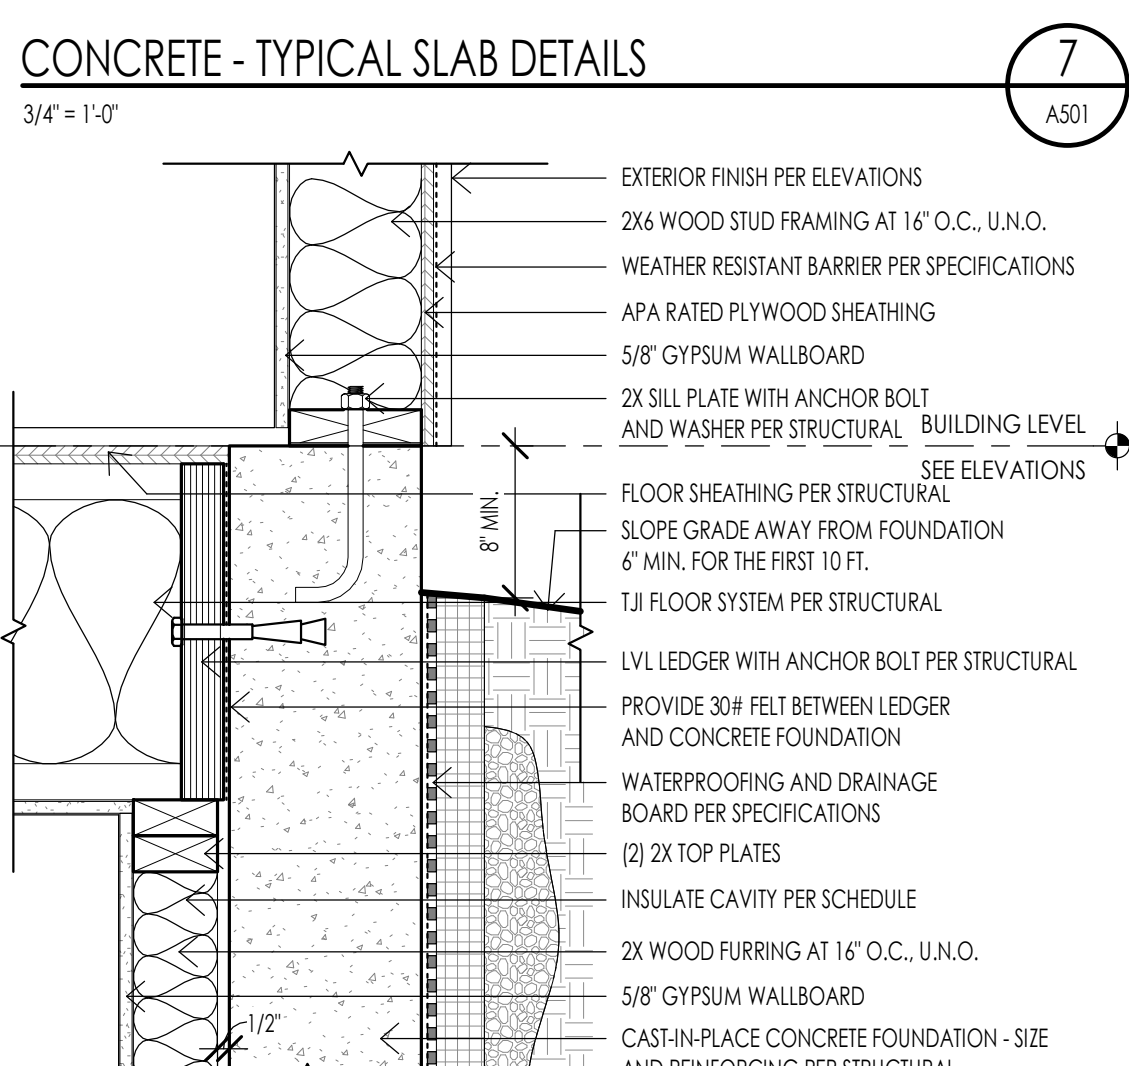 CONCRETE - TYPICAL SLAB DETAILS
7
3/4" = 1'-0"
A501
EXTERIOR FINISH PER ELEVATIONS
2X6 WOOD STUD FRAMING AT 16" O.C., U.N.O.
WEATHER RESISTANT BARRIER PER SPECIFICATIONS
APA RATED PLYWOOD SHEATHING
5/8" GYPSUM WALLBOARD
2X SILL PLATE WITH ANCHOR BOLT
AND WASHER PER STRUCTURAL
BUILDING LEVEL
SEE ELEVATIONS
FLOOR SHEATHING PER STRUCTURAL
8" MIN.
SLOPE GRADE AWAY FROM FOUNDATION
6" MIN. FOR THE FIRST 10 FT.
TJI FLOOR SYSTEM PER STRUCTURAL
LVL LEDGER WITH ANCHOR BOLT PER STRUCTURAL
PROVIDE 30# FELT BETWEEN LEDGER
AND CONCRETE FOUNDATION
WATERPROOFING AND DRAINAGE
BOARD PER SPECIFICATIONS
(2) 2X TOP PLATES
INSULATE CAVITY PER SCHEDULE
2X WOOD FURRING AT 16" O.C., U.N.O.
5/8" GYPSUM WALLBOARD
1/2"
CAST-IN-PLACE CONCRETE FOUNDATION - SIZE
AND REINFORCING PER STRUCTURAL